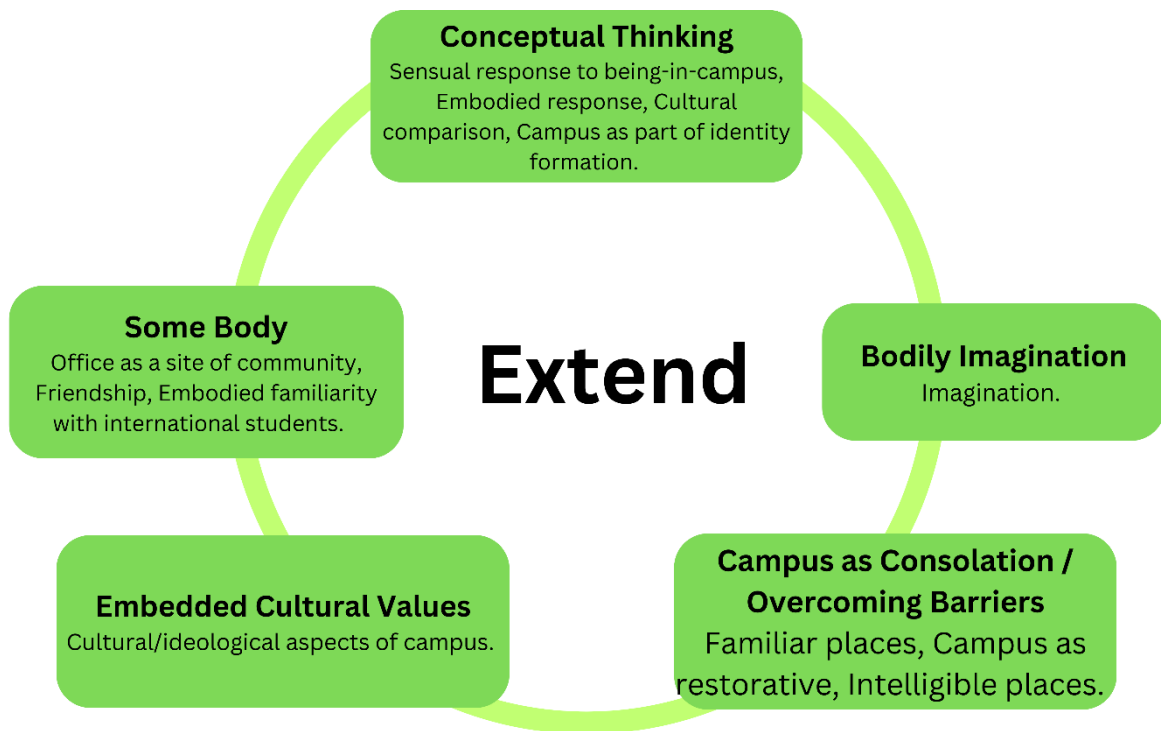 Conceptual Thinking
Sensual response to being-in-campus,
Embodied response, Cultural
comparison, Campus as part of identity
formation.
Some Body
Office as a site of community,
Friendship, Embodied familiarity
with international students.
Extend
Bodily Imagination
Imagination.
Embedded Cultural Values
Cultural/ideological aspects of campus.
Campus as Consolation /
Overcoming Barriers
Familiar places, Campus as
restorative, Intelligible places.